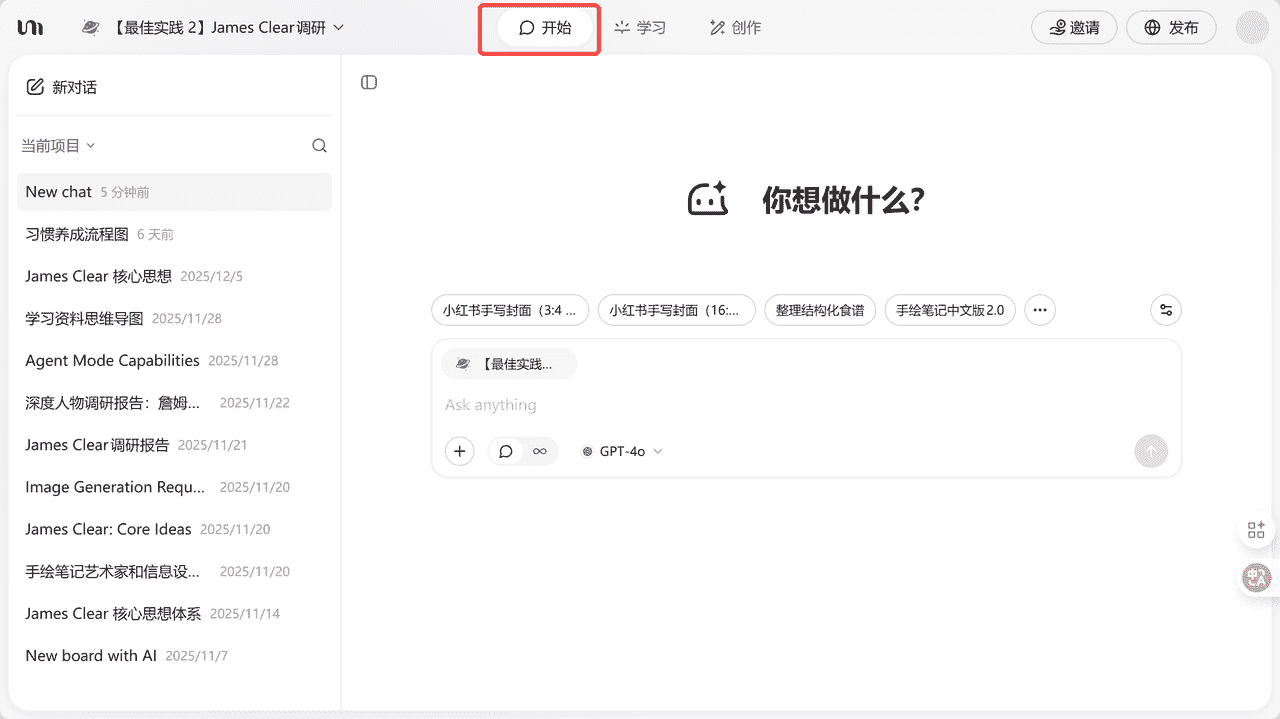 【最佳实践 2】James Clear调研
开始
学习
创作
邀请
发布
新对话
当前项目
New chat 5 分钟前
习惯养成流程图 6 天前
James Clear 核心思想 2025/12/5
学习资料思维导图 2025/11/28
Agent Mode Capabilities 2025/11/28
深度人物调研报告：詹姆... 2025/11/22
James Clear调研报告 2025/11/21
Image Generation Requ... 2025/11/20
James Clear: Core Ideas 2025/11/20
手绘笔记艺术家和信息设... 2025/11/20
James Clear 核心思想体系 2025/11/14
New board with AI 2025/11/7
你想做什么？
小红书手写封面（3:4 ...
小红书手写封面（16:...
整理结构化食谱
手绘笔记中文版2.0
【最佳实践...
Ask anything
GPT-4o